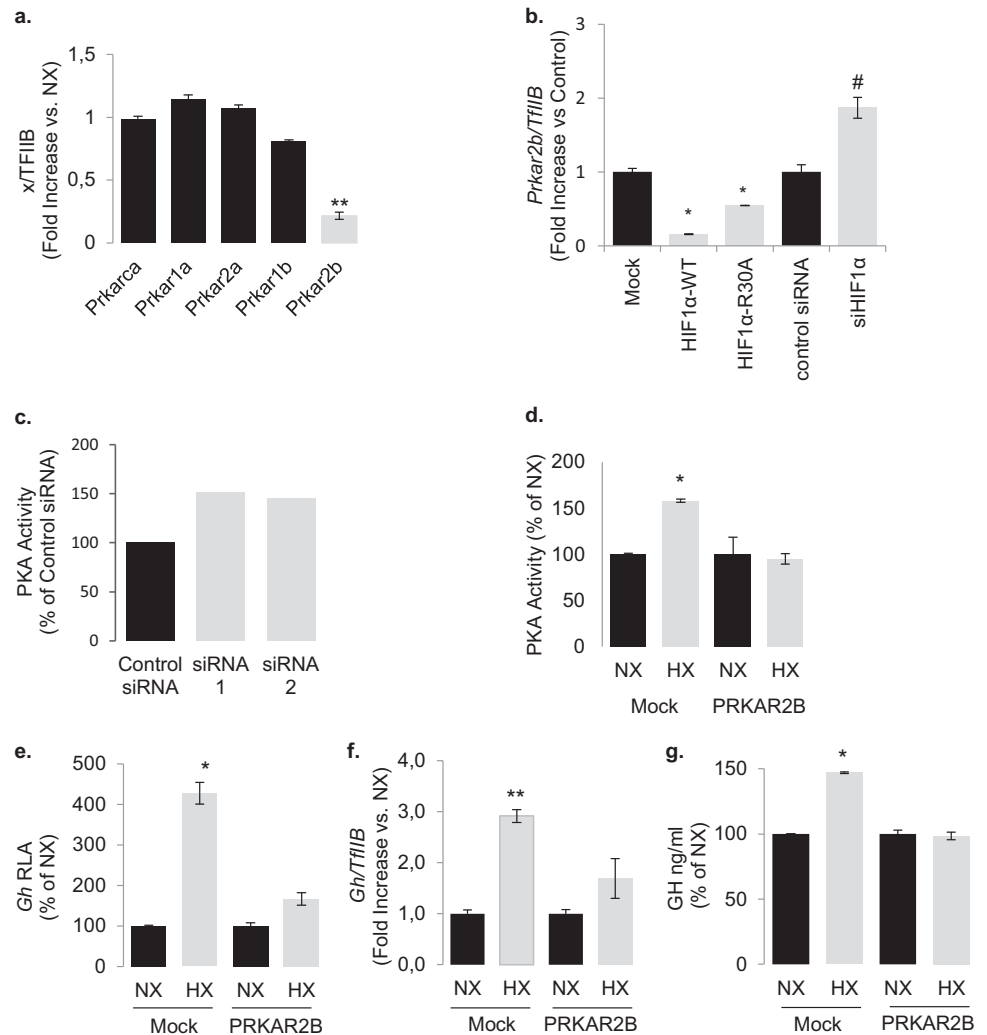 a.
x/TFIIB
(Fold Increase vs. NX)
1,5
1
0,5
0
**
Prkarca
Prkar1a
Prkar2a
Prkar1b
Prkar2b
b.
Prkar2b/TfIIB
(Fold Increase vs Control)
3
2
1
0
*
*
#
Mock
HIF1α-WT
HIF1α-R30A
control siRNA
siHIF1α
c.
PKA Activity
(% of Control siRNA)
200
150
100
50
0
Control
siRNA
siRNA
1
siRNA
2
d.
PKA Activity (% of NX)
200
150
100
50
0
*
NX HX NX HX
Mock PRKAR2B
e.
Gh RLA
(% of NX)
500
400
300
200
100
0
*
NX HX NX HX
Mock PRKAR2B
f.
Gh/TfIIB
(Fold Increase vs. NX)
4,0
3,0
2,0
1,0
0,0
**
NX HX NX HX
Mock PRKAR2B
g.
GH ng/ml
(% of NX)
150
100
50
0
*
NX HX NX HX
Mock PRKAR2B